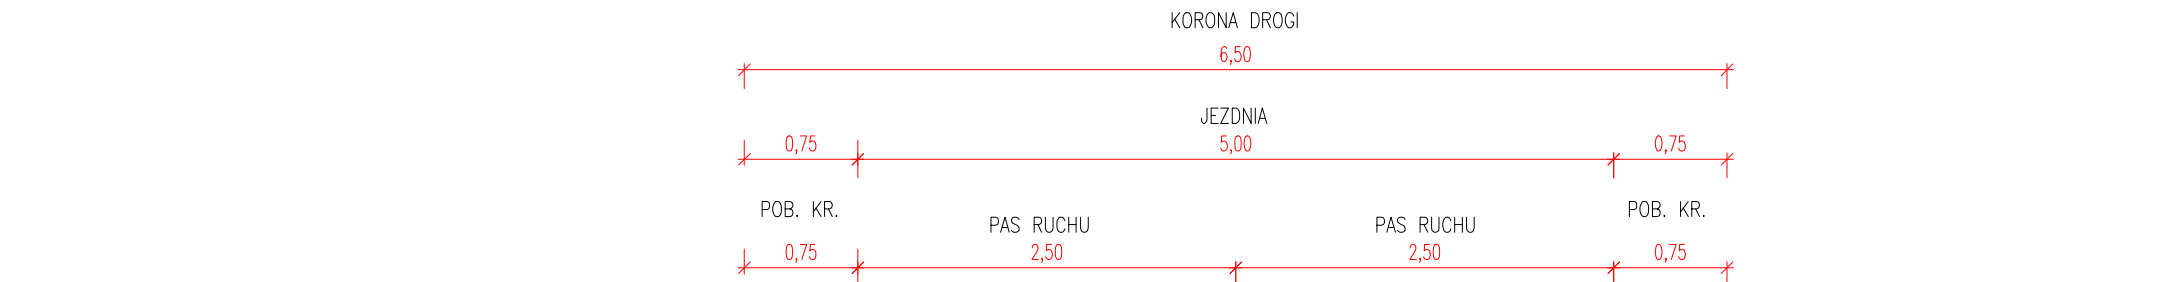 KORONA DROGI
6,50
JEZDNIA
0,75 5,00 0,75
POB. KR. POB. KR.
PAS RUCHU PAS RUCHU
0,75 2,50 2,50 0,75